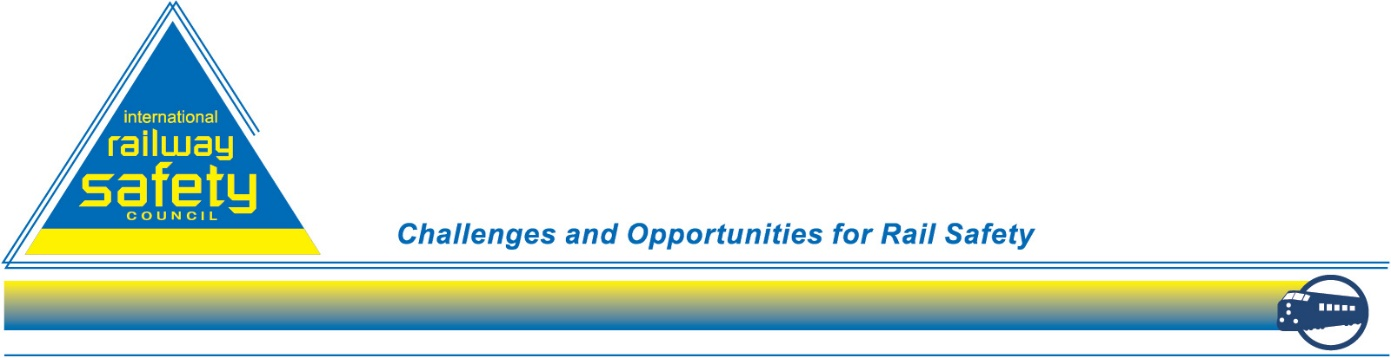 international
railway
safety
COUNCIL
Challenges and Opportunities for Rail Safety